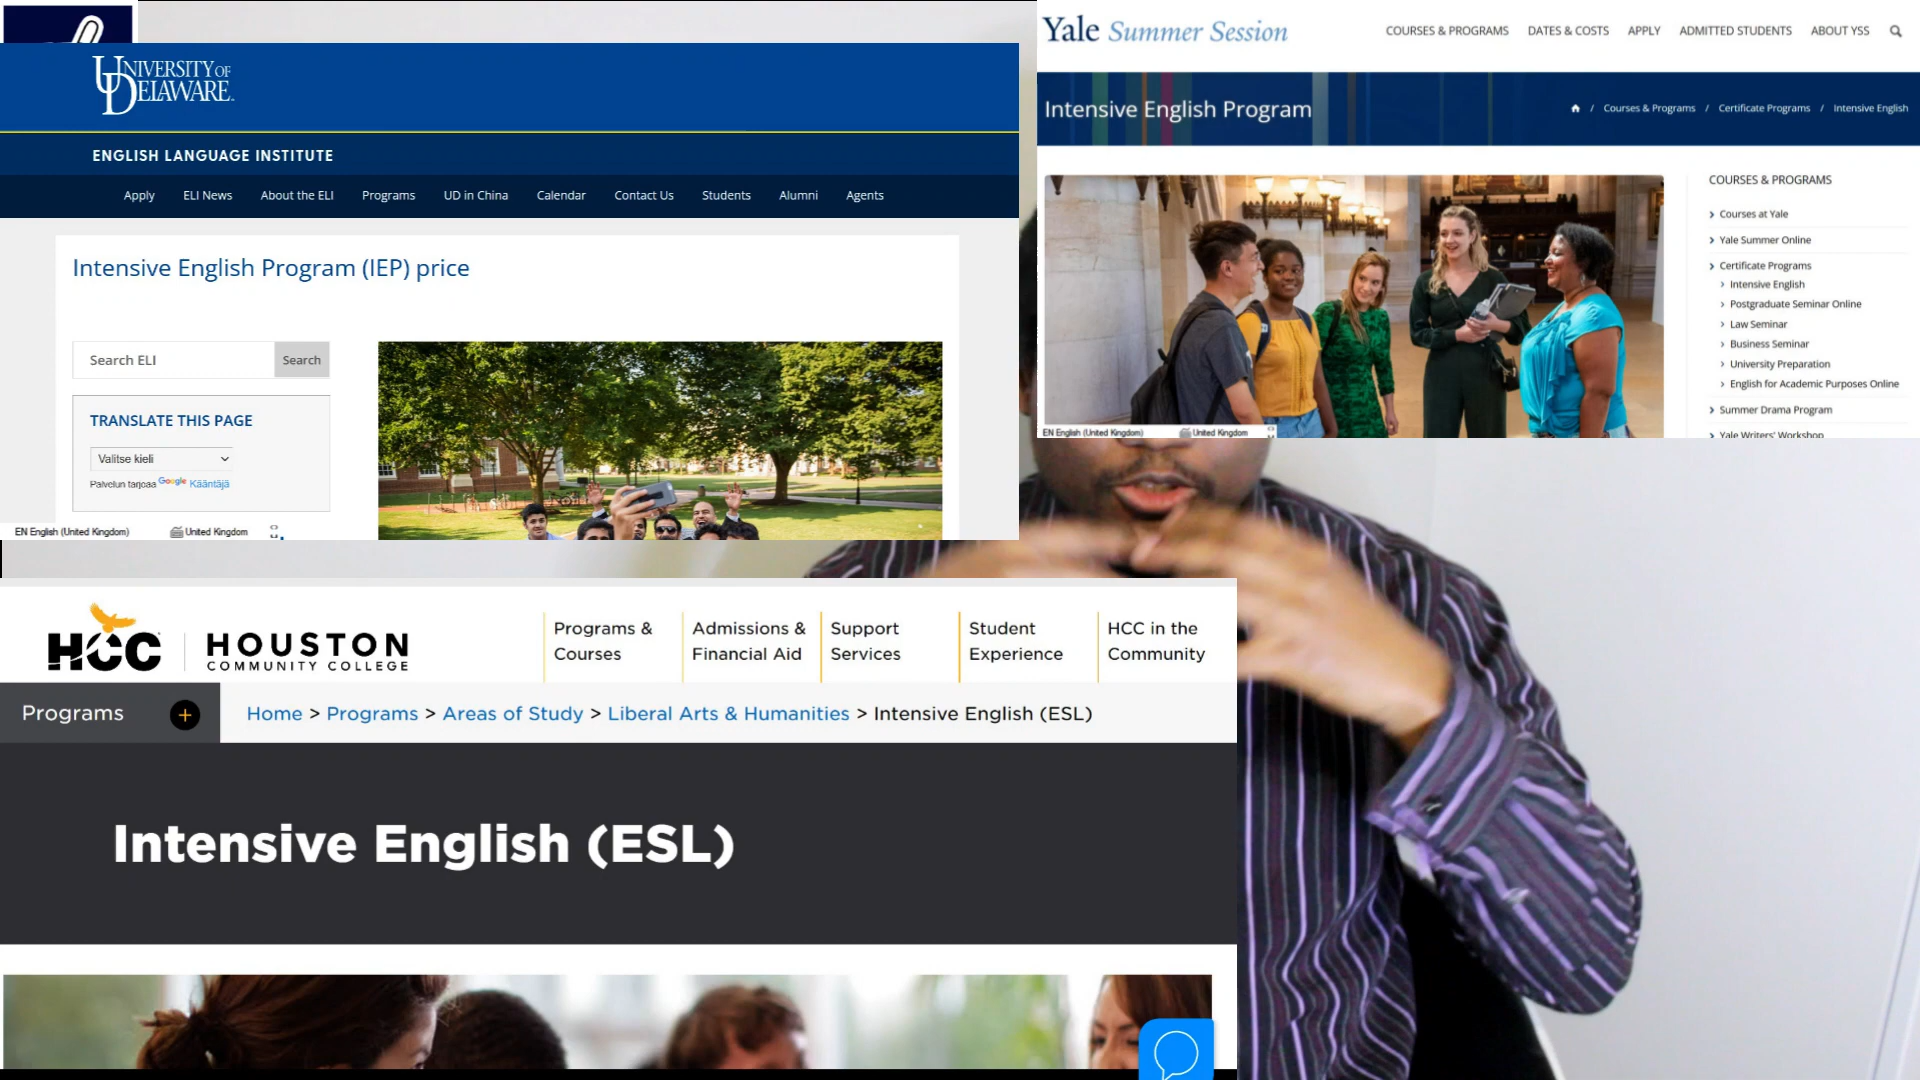 UNIVERSITY OF
DELAWARE
ENGLISH LANGUAGE INSTITUTE
Apply ELI News About the ELI Programs UD in China Calendar Contact Us Students Alumni Agents
Intensive English Program (IEP) price
Search ELI Search
TRANSLATE THIS PAGE
Valitse kieli
Palvelun tarjoaa Google Kääntäjä
EN English (United Kingdom) United Kingdom
Yale Summer Session
COURSES & PROGRAMS DATES & COSTS APPLY ADMITTED STUDENTS ABOUT YSS
Intensive English Program
/ Courses & Programs / Certificate Programs / Intensive English
COURSES & PROGRAMS
Courses at Yale
Yale Summer Online
Certificate Programs
Intensive English
Postgraduate Seminar Online
Law Seminar
Business Seminar
University Preparation
English for Academic Purposes Online
Summer Drama Program
Yale Writers' Workshop
EN English (United Kingdom) United Kingdom
HCC HOUSTON
COMMUNITY COLLEGE
Programs &
Courses
Admissions &
Financial Aid
Support
Services
Student
Experience
HCC in the
Community
Programs +
Home > Programs > Areas of Study > Liberal Arts & Humanities > Intensive English (ESL)
Intensive English (ESL)